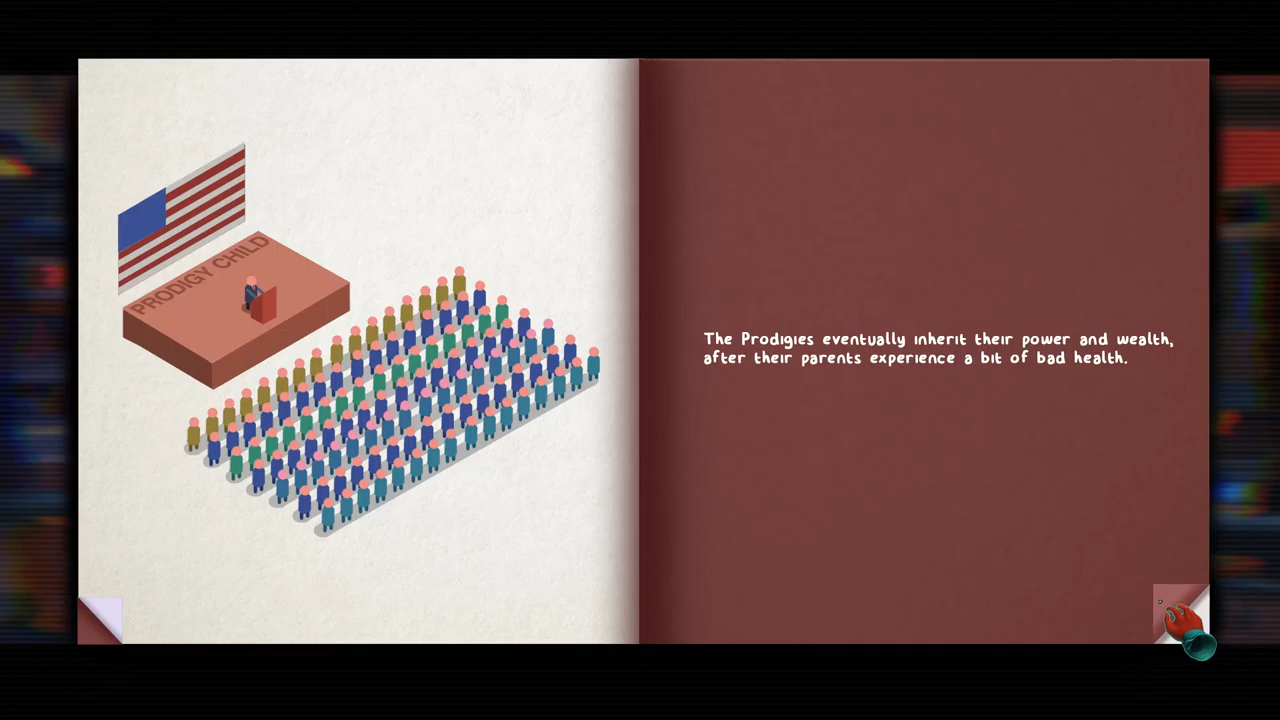 PRODIGY CHILD
The Prodigies eventually inherit their power and wealth,
after their parents experience a bit of bad health.